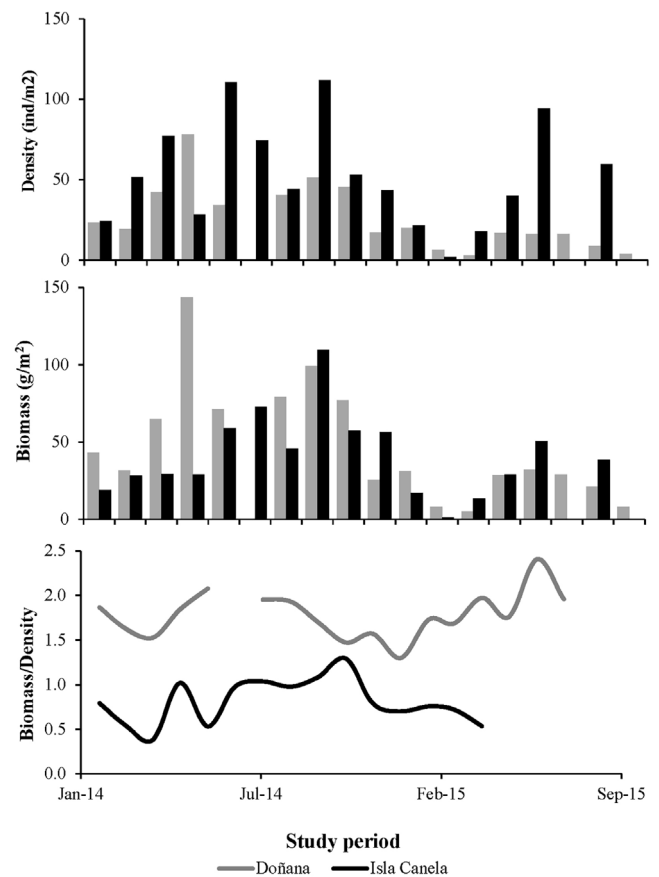 150
100
50
0
Density (ind/m2)
150
100
50
0
Biomass (g/m²)
2.5
2.0
1.5
1.0
0.5
0.0
Biomass/Density
Jan-14 Jul-14 Feb-15 Sep-15
Study period
Doñana Isla Canela